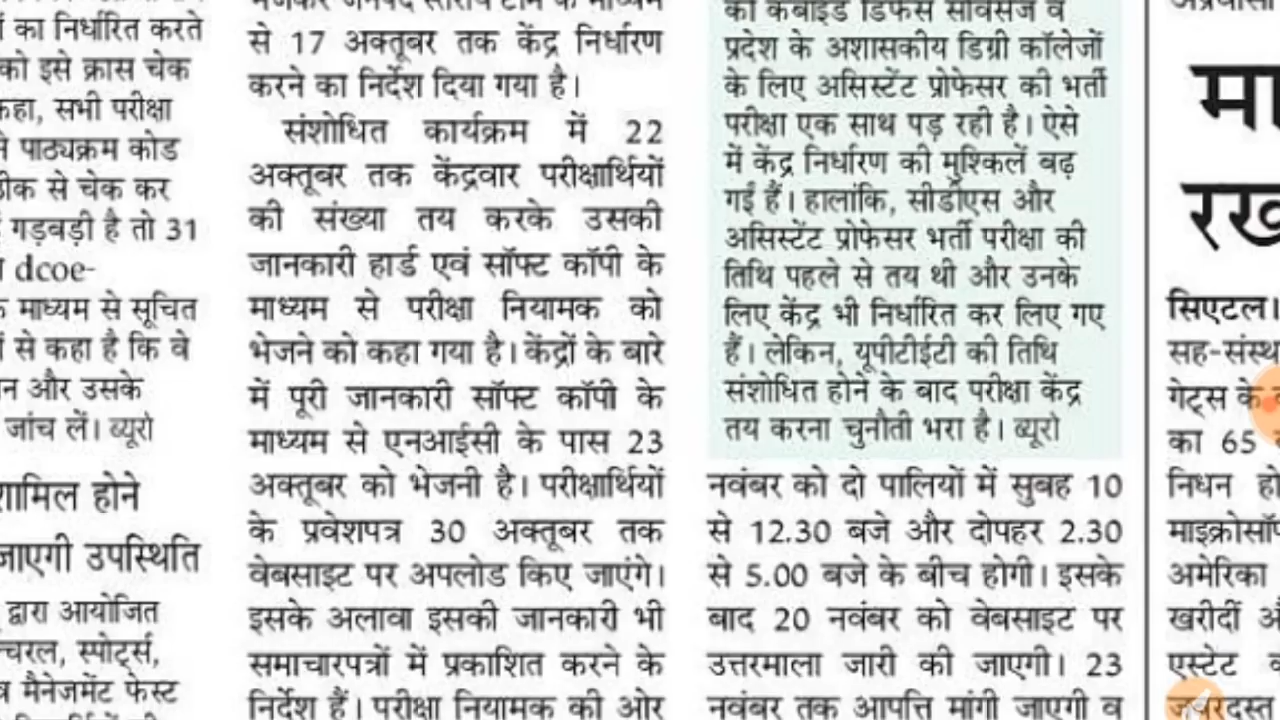 का निर्धारित करते
को इसे क्रास चेक
कहा, सभी परीक्षा
पाठ्यक्रम कोड
ठीक से चेक कर
गड़बड़ी है तो 31
dcoe-
माध्यम से सूचित
से कहा है कि वे
और उसके
जांच लें। ब्यूरो
शामिल होने
जाएगी उपस्थिति
द्वारा आयोजित
स्पोर्ट्स,
मैनेजमेंट फेस्ट
से 17 अक्तूबर तक केंद्र निर्धारण
करने का निर्देश दिया गया है।
संशोधित कार्यक्रम में 22
अक्तूबर तक केंद्रवार परीक्षार्थियों
की संख्या तय करके उसकी
जानकारी हार्ड एवं सॉफ्ट कॉपी के
माध्यम से परीक्षा नियामक को
भेजने को कहा गया है। केंद्रों के बारे
में पूरी जानकारी सॉफ्ट कॉपी के
माध्यम से एनआईसी के पास 23
अक्तूबर को भेजनी है। परीक्षार्थियों
के प्रवेशपत्र 30 अक्तूबर तक
वेबसाइट पर अपलोड किए जाएंगे।
इसके अलावा इसकी जानकारी भी
समाचारपत्रों में प्रकाशित करने के
निर्देश हैं। परीक्षा नियामक की ओर
की कंबाइंड डिफेंस सर्विसेज व
प्रदेश के अशासकीय डिग्री कॉलेजों
के लिए असिस्टेंट प्रोफेसर की भर्ती
परीक्षा एक साथ पड़ रही है। ऐसे
में केंद्र निर्धारण की मुश्किलें बढ़
गईं हैं। हालांकि, सीडीएस और
असिस्टेंट प्रोफेसर भर्ती परीक्षा की
तिथि पहले से तय थी और उनके
लिए केंद्र भी निर्धारित कर लिए गए
हैं। लेकिन, यूपीटीईटी की तिथि
संशोधित होने के बाद परीक्षा केंद्र
तय करना चुनौती भरा है। ब्यूरो
नवंबर को दो पालियों में सुबह 10
से 12.30 बजे और दोपहर 2.30
से 5.00 बजे के बीच होगी। इसके
बाद 20 नवंबर को वेबसाइट पर
उत्तरमाला जारी की जाएगी। 23
नवंबर तक आपत्ति मांगी जाएगी व
मा
रख
सिएटल।
सह-संस्थ
गेट्स के
का 65
निधन हो
माइक्रोसॉ
अमेरिका
खरीदीं
एस्टेट